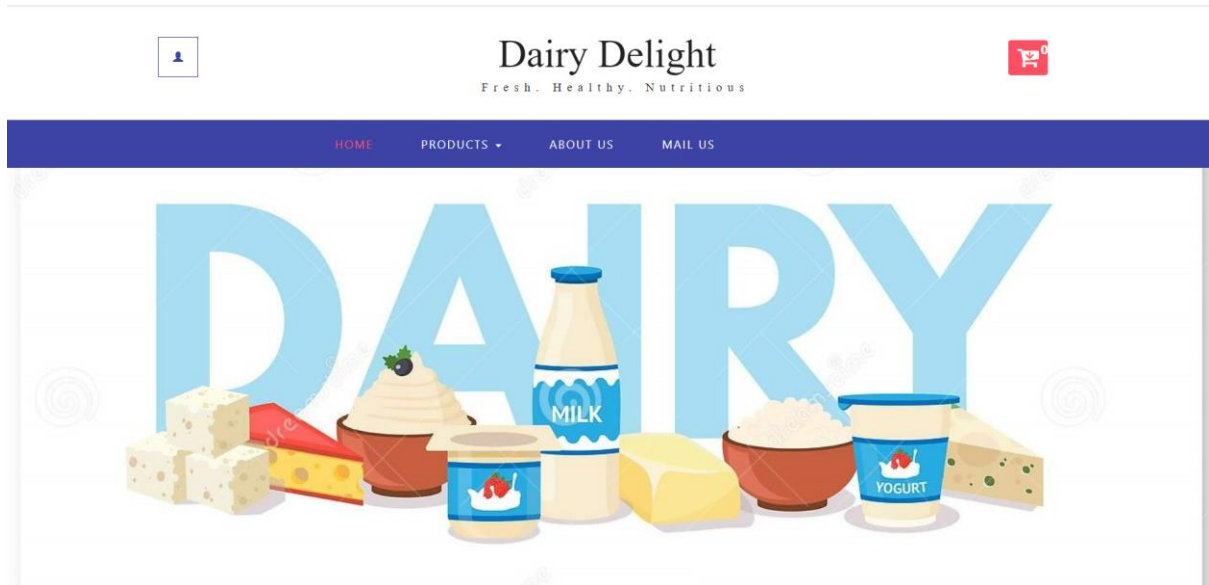 Dairy Delight
Fresh. Healthy. Nutritious
0
HOME PRODUCTS ABOUT US MAIL US
DAIRY
MILK
YOGURT